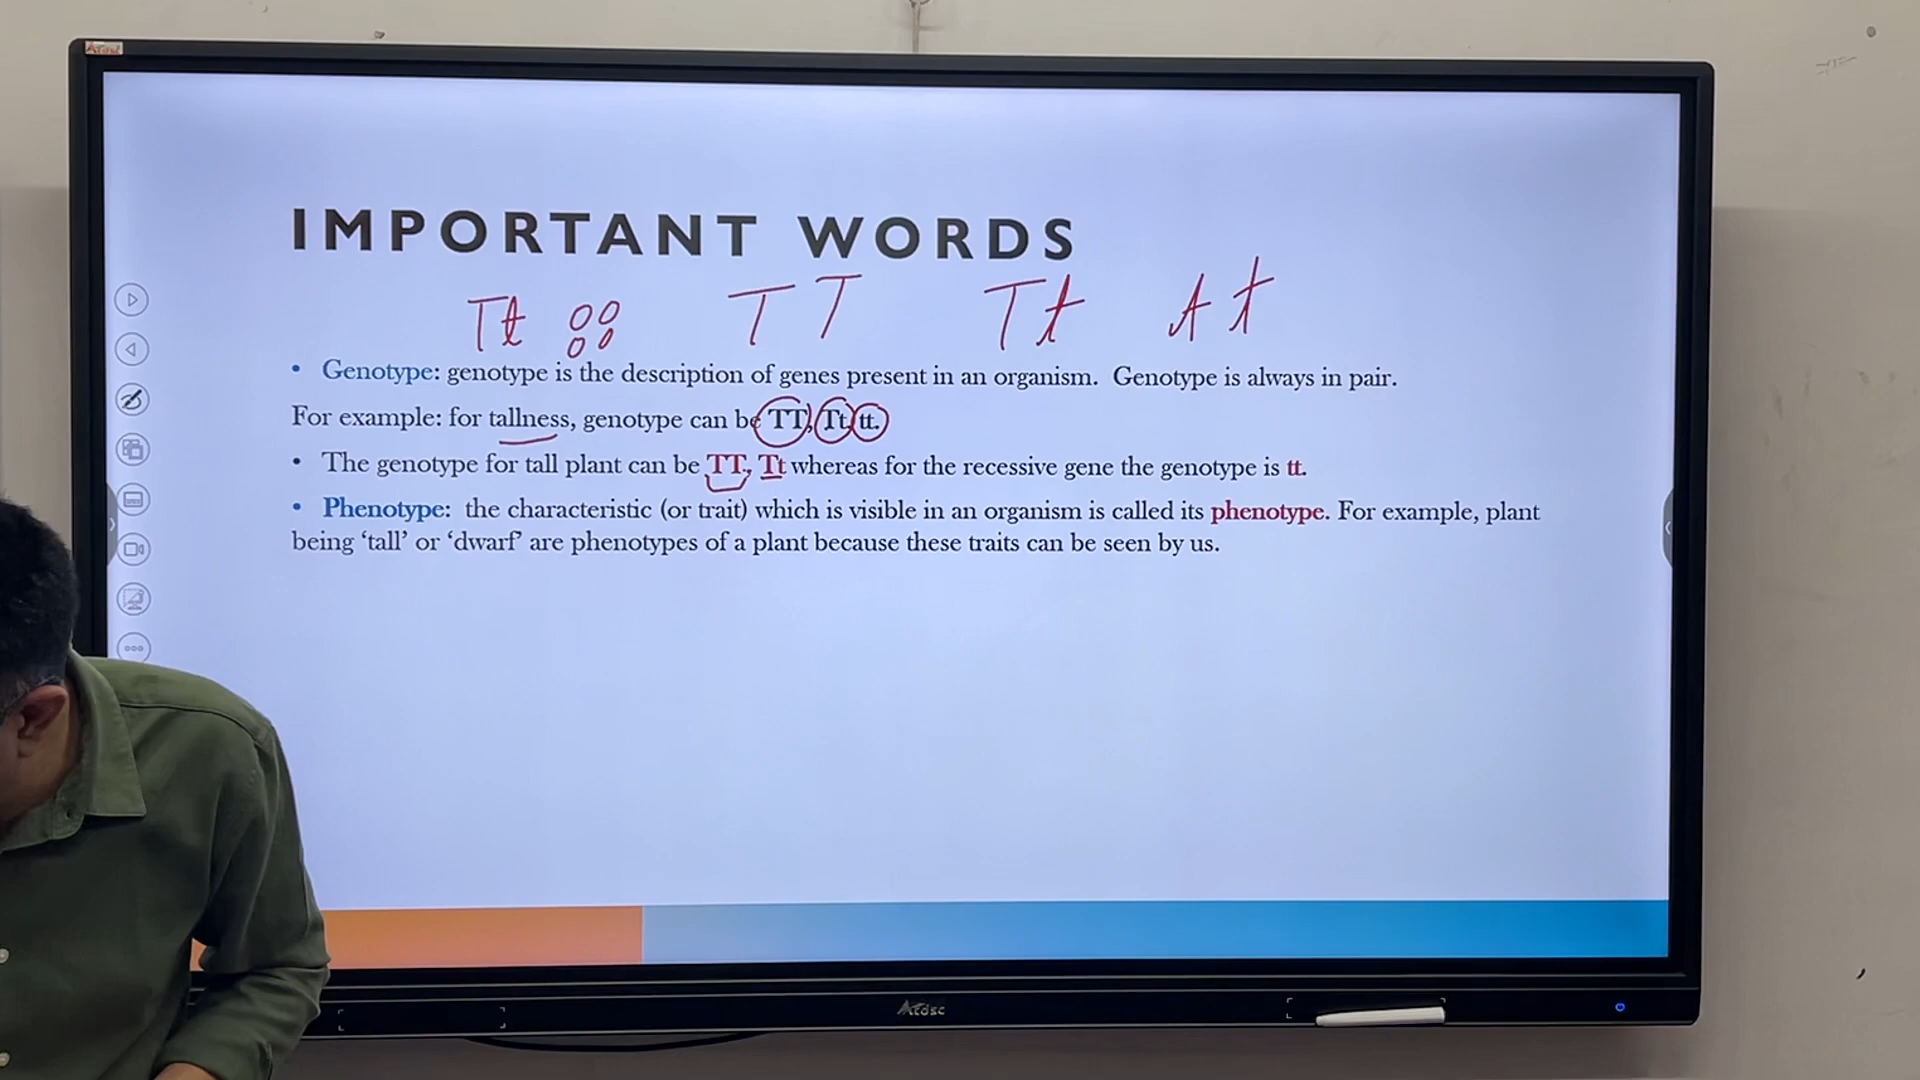 Atdsc
IMPORTANT WORDS
Tt TT Tt tt
• Genotype: genotype is the description of genes present in an organism. Genotype is always in pair.
For example: for tallness, genotype can be TT, Tt, tt.
• The genotype for tall plant can be TT, Tt whereas for the recessive gene the genotype is tt.
• Phenotype: the characteristic (or trait) which is visible in an organism is called its phenotype. For example, plant
being ‘tall’ or ‘dwarf’ are phenotypes of a plant because these traits can be seen by us.
Atdsc